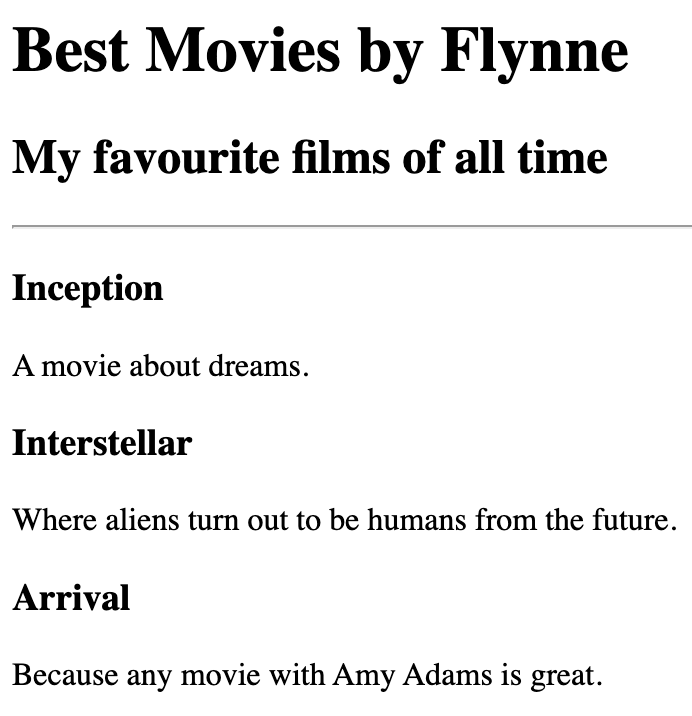 Best Movies by Flynne
My favourite films of all time
Inception
A movie about dreams.
Interstellar
Where aliens turn out to be humans from the future.
Arrival
Because any movie with Amy Adams is great.